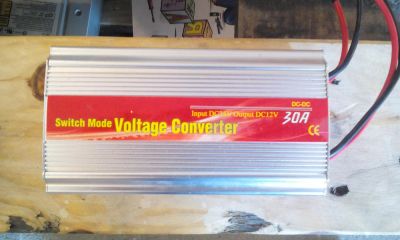 DC-DC
Input DC24V Output DC12V
Switch Mode Voltage Converter 30A
CE